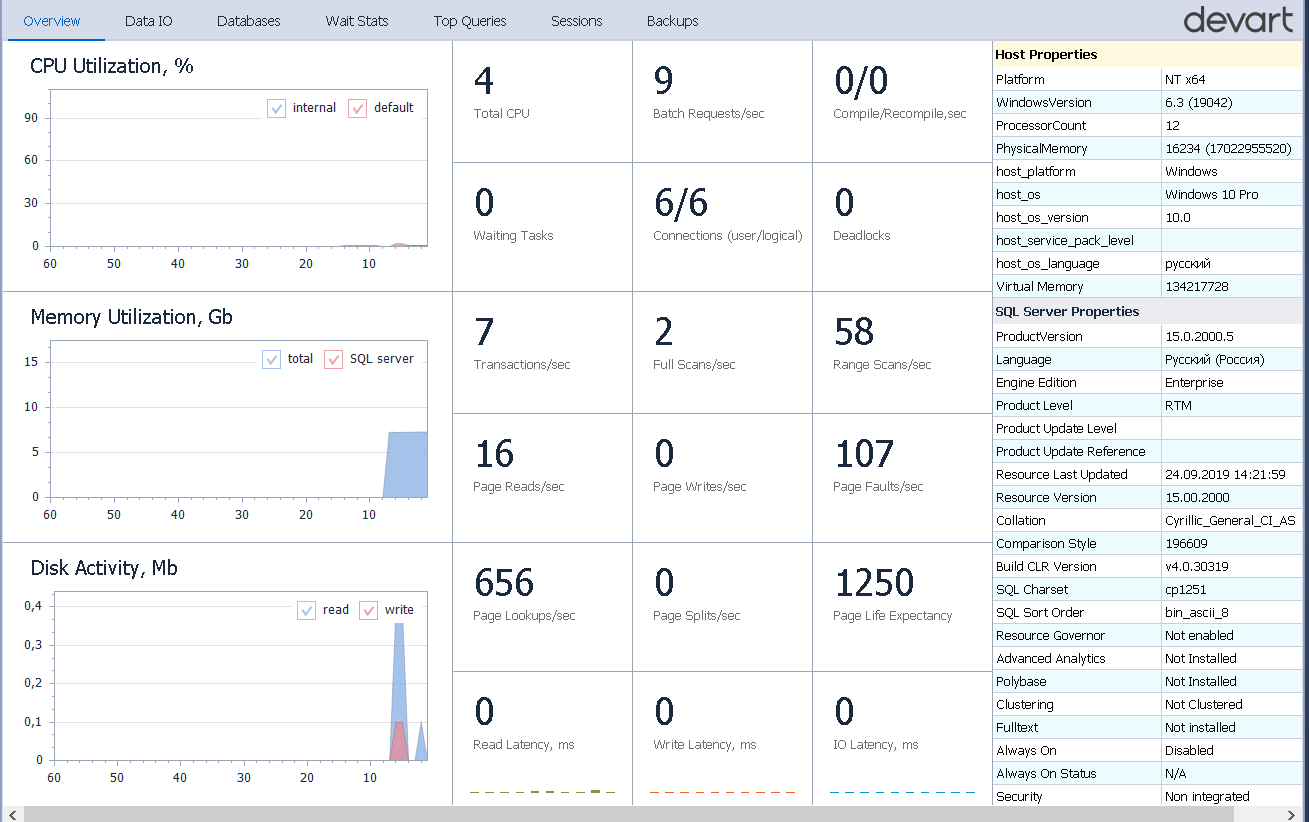 Overview Data IO Databases Wait Stats Top Queries Sessions Backups devart
CPU Utilization, %
internal default
90
60
30
0
60 50 40 30 20 10
Memory Utilization, Gb
total SQL server
15
10
5
0
60 50 40 30 20 10
Disk Activity, Mb
read write
0,4
0,3
0,2
0,1
0
60 50 40 30 20 10
4 9 0/0
Total CPU Batch Requests/sec Compile/Recompile,sec
0 6/6 0
Waiting Tasks Connections (user/logical) Deadlocks
7 2 58
Transactions/sec Full Scans/sec Range Scans/sec
16 0 107
Page Reads/sec Page Writes/sec Page Faults/sec
656 0 1250
Page Lookups/sec Page Splits/sec Page Life Expectancy
0 0 0
Read Latency, ms Write Latency, ms IO Latency, ms
Host Properties
Platform NT x64
WindowsVersion 6.3 (19042)
ProcessorCount 12
PhysicalMemory 16234 (17022955520)
host_platform Windows
host_os Windows 10 Pro
host_os_version 10.0
host_service_pack_level
host_os_language русский
Virtual Memory 134217728
SQL Server Properties
ProductVersion 15.0.2000.5
Language Русский (Россия)
Engine Edition Enterprise
Product Level RTM
Product Update Level
Product Update Reference
Resource Last Updated 24.09.2019 14:21:59
Resource Version 15.00.2000
Collation Cyrillic_General_CI_AS
Comparison Style 196609
Build CLR Version v4.0.30319
SQL Charset cp1251
SQL Sort Order bin_ascii_8
Resource Governor Not enabled
Advanced Analytics Not Installed
Polybase Not Installed
Clustering Not Clustered
Fulltext Not installed
Always On Disabled
Always On Status N/A
Security Non integrated